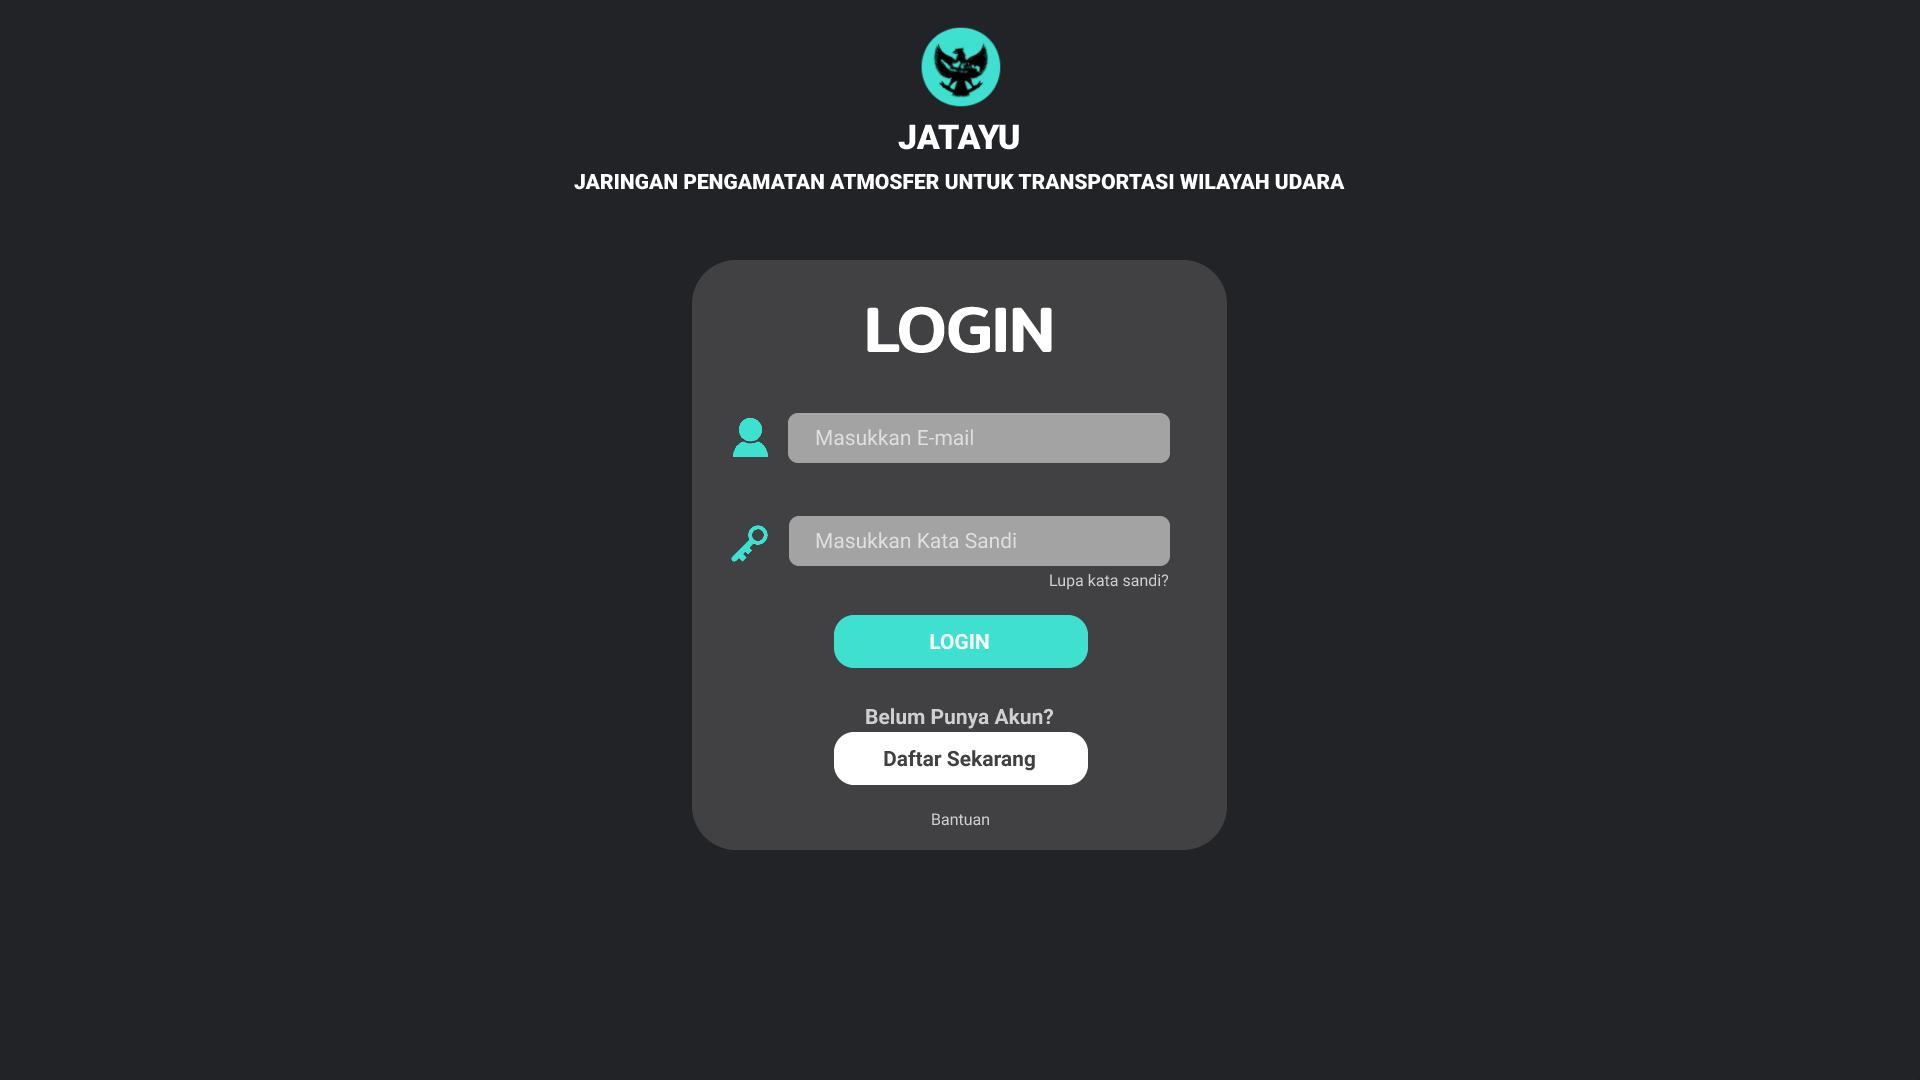 JATAYU
JARINGAN PENGAMATAN ATMOSFER UNTUK TRANSPORTASI WILAYAH UDARA
LOGIN
Masukkan E-mail
Masukkan Kata Sandi
Lupa kata sandi?
LOGIN
Belum Punya Akun?
Daftar Sekarang
Bantuan